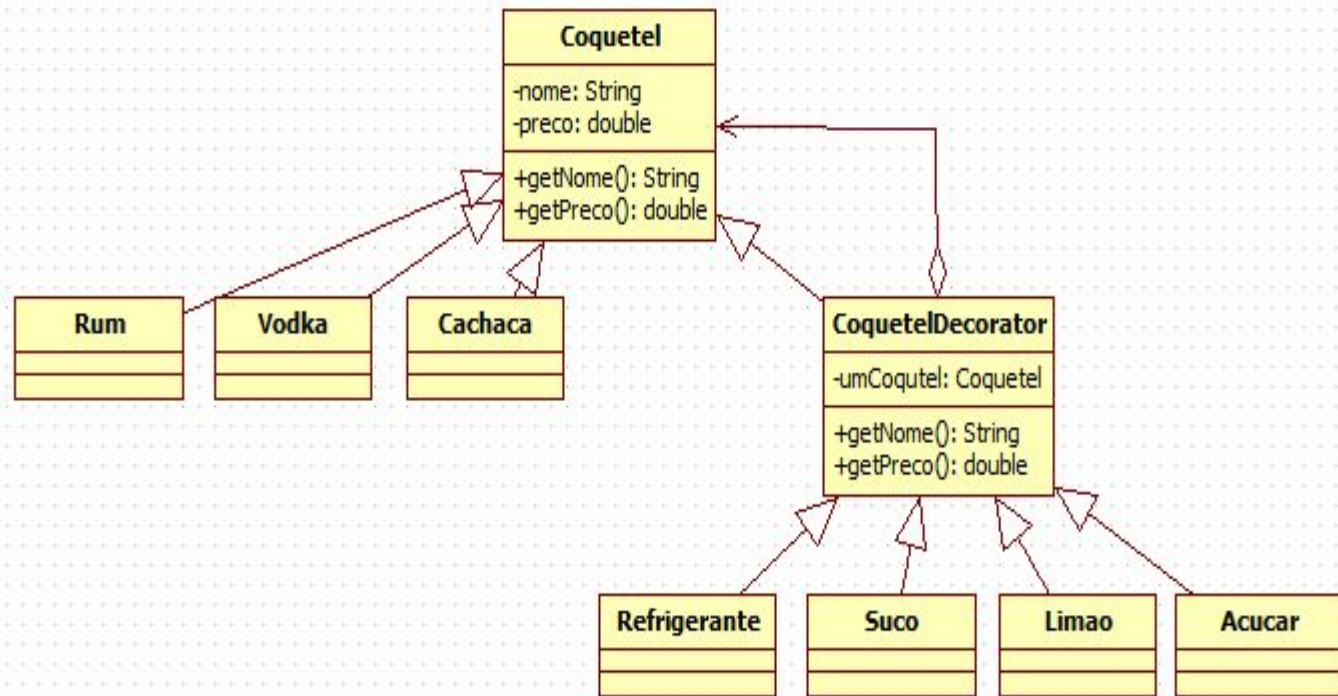 Coquetel
-nome: String
-preco: double
+getNome(): String
+getPreco(): double
Rum
Vodka
Cachaca
CoquetelDecorator
-umCoqutel: Coquetel
+getNome(): String
+getPreco(): double
Refrigerante
Suco
Limao
Acucar